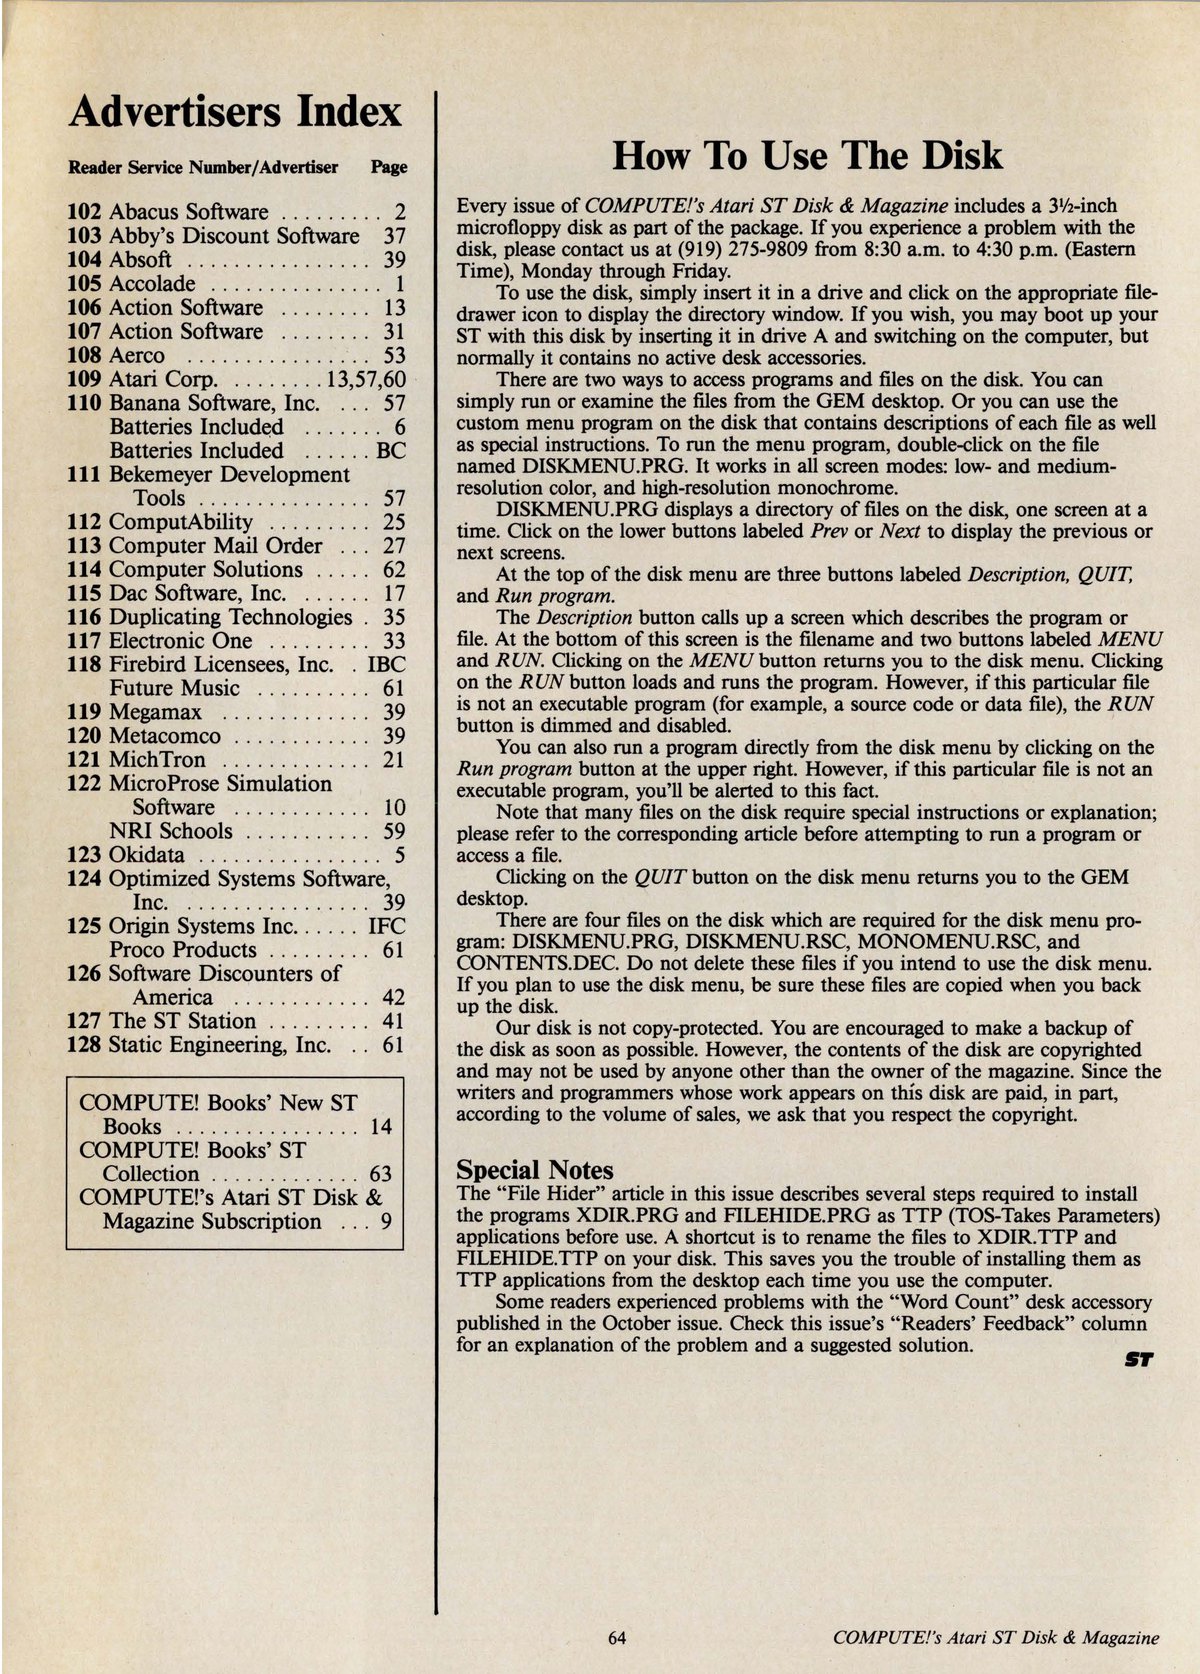 Advertisers Index
Reader Service Number/Advertiser Page
102 Abacus Software ......... 2
103 Abby's Discount Software 37
104 Absoft ................ 39
105 Accolade ............... 1
106 Action Software ........ 13
107 Action Software ........ 31
108 Aerco ................ 53
109 Atari Corp. ........ 13,57,60
110 Banana Software, Inc. ... 57
Batteries Included ....... 6
Batteries Included ...... BC
111 Bekemeyer Development
Tools ............... 57
112 ComputAbility ......... 25
113 Computer Mail Order ... 27
114 Computer Solutions ..... 62
115 Dac Software, Inc. ...... 17
116 Duplicating Technologies . 35
117 Electronic One ......... 33
118 Firebird Licensees, Inc. . IBC
Future Music .......... 61
119 Megamax ............. 39
120 Metacomco ............ 39
121 MichTron ............. 21
122 MicroProse Simulation
Software ............ 10
NRI Schools ........... 59
123 Okidata ................ 5
124 Optimized Systems Software,
Inc. ................ 39
125 Origin Systems Inc...... IFC
Proco Products ......... 61
126 Software Discounters of
America ............ 42
127 The ST Station ......... 41
128 Static Engineering, Inc. .. 61
COMPUTE! Books' New ST
Books ................ 14
COMPUTE! Books' ST
Collection ............. 63
COMPUTE!'s Atari ST Disk &
Magazine Subscription ... 9
How To Use The Disk
Every issue of COMPUTE!'s Atari ST Disk & Magazine includes a 3½-inch
microfloppy disk as part of the package. If you experience a problem with the
disk, please contact us at (919) 275-9809 from 8:30 a.m. to 4:30 p.m. (Eastern
Time), Monday through Friday.
To use the disk, simply insert it in a drive and click on the appropriate file-
drawer icon to display the directory window. If you wish, you may boot up your
ST with this disk by inserting it in drive A and switching on the computer, but
normally it contains no active desk accessories.
There are two ways to access programs and files on the disk. You can
simply run or examine the files from the GEM desktop. Or you can use the
custom menu program on the disk that contains descriptions of each file as well
as special instructions. To run the menu program, double-click on the file
named DISKMENU.PRG. It works in all screen modes: low- and medium-
resolution color, and high-resolution monochrome.
DISKMENU.PRG displays a directory of files on the disk, one screen at a
time. Click on the lower buttons labeled Prev or Next to display the previous or
next screens.
At the top of the disk menu are three buttons labeled Description, QUIT,
and Run program.
The Description button calls up a screen which describes the program or
file. At the bottom of this screen is the filename and two buttons labeled MENU
and RUN. Clicking on the MENU button returns you to the disk menu. Clicking
on the RUN button loads and runs the program. However, if this particular file
is not an executable program (for example, a source code or data file), the RUN
button is dimmed and disabled.
You can also run a program directly from the disk menu by clicking on the
Run program button at the upper right. However, if this particular file is not an
executable program, you'll be alerted to this fact.
Note that many files on the disk require special instructions or explanation;
please refer to the corresponding article before attempting to run a program or
access a file.
Clicking on the QUIT button on the disk menu returns you to the GEM
desktop.
There are four files on the disk which are required for the disk menu pro-
gram: DISKMENU.PRG, DISKMENU.RSC, MONOMENU.RSC, and
CONTENTS.DEC. Do not delete these files if you intend to use the disk menu.
If you plan to use the disk menu, be sure these files are copied when you back
up the disk.
Our disk is not copy-protected. You are encouraged to make a backup of
the disk as soon as possible. However, the contents of the disk are copyrighted
and may not be used by anyone other than the owner of the magazine. Since the
writers and programmers whose work appears on this disk are paid, in part,
according to the volume of sales, we ask that you respect the copyright.
Special Notes
The "File Hider" article in this issue describes several steps required to install
the programs XDIR.PRG and FILEHIDE.PRG as TTP (TOS-Takes Parameters)
applications before use. A shortcut is to rename the files to XDIR.TTP and
FILEHIDE.TTP on your disk. This saves you the trouble of installing them as
TTP applications from the desktop each time you use the computer.
Some readers experienced problems with the "Word Count" desk accessory
published in the October issue. Check this issue's "Readers' Feedback" column
for an explanation of the problem and a suggested solution.
ST
64
COMPUTE!'s Atari ST Disk & Magazine